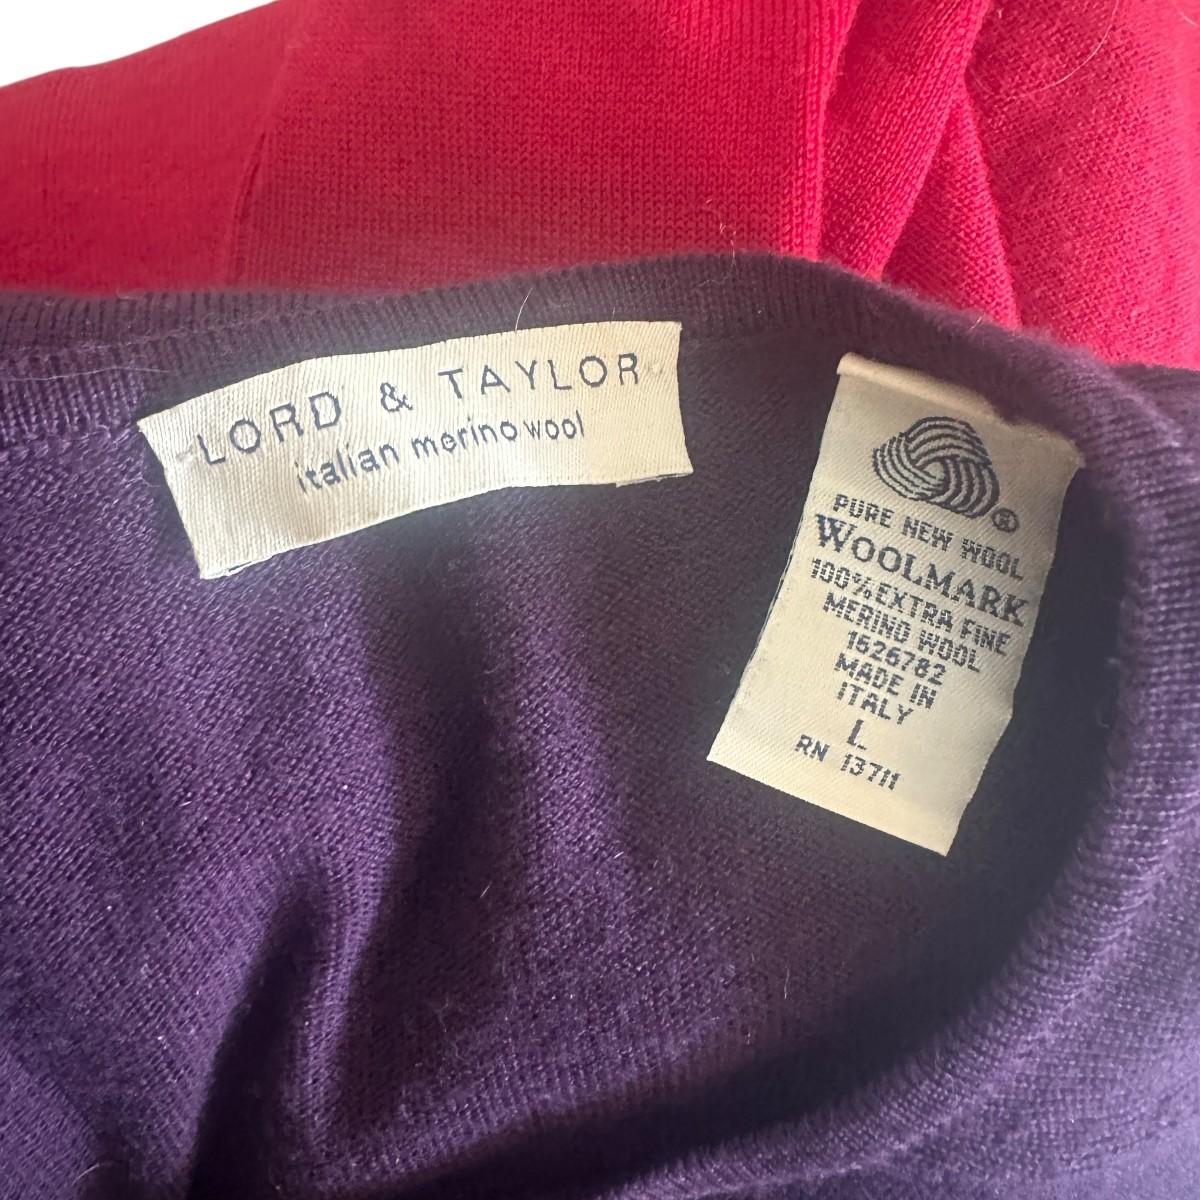 LORD & TAYLOR
italian merino wool
®
PURE NEW WOOL
WOOLMARK
100% EXTRA FINE
MERINO WOOL
1626782
MADE IN
ITALY
L
RN 13711